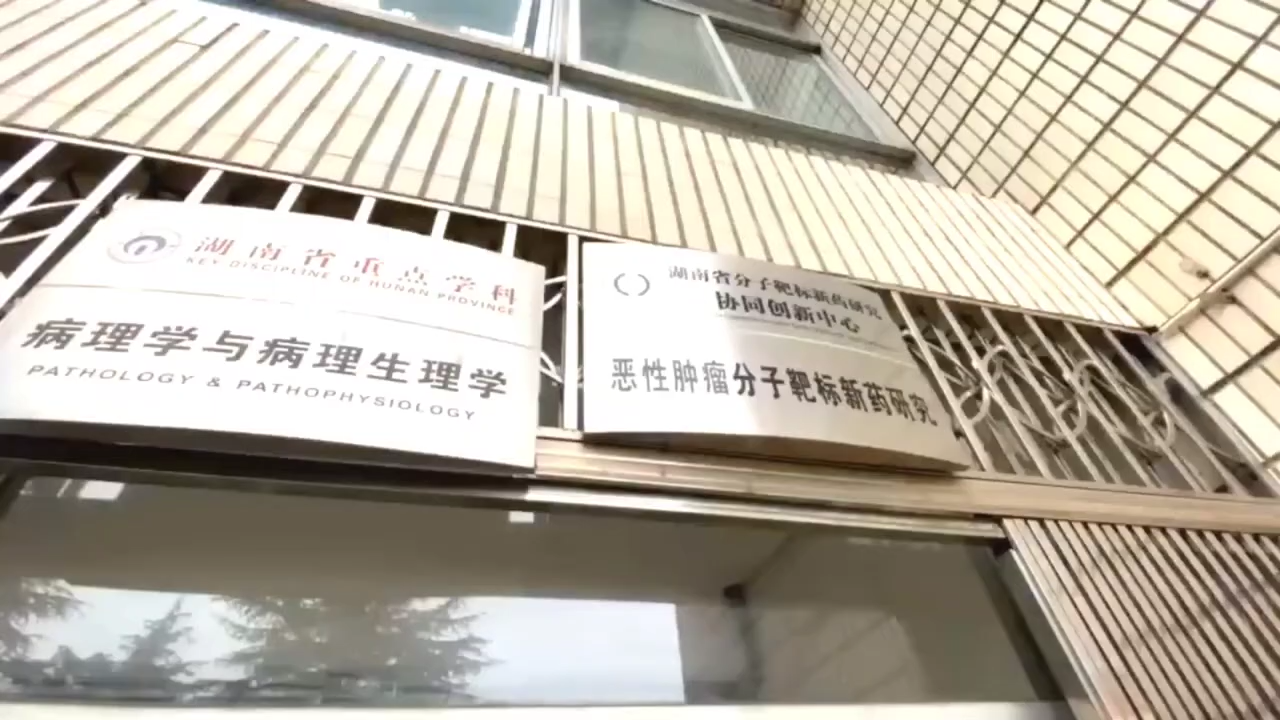 湖南省重点学科
KEY DISCIPLINE OF HUNAN PROVINCE
病理学与病理生理学
PATHOLOGY & PATHOPHYSIOLOGY
湖南省分子靶标新药研究
协同创新中心
恶性肿瘤分子靶标新药研究